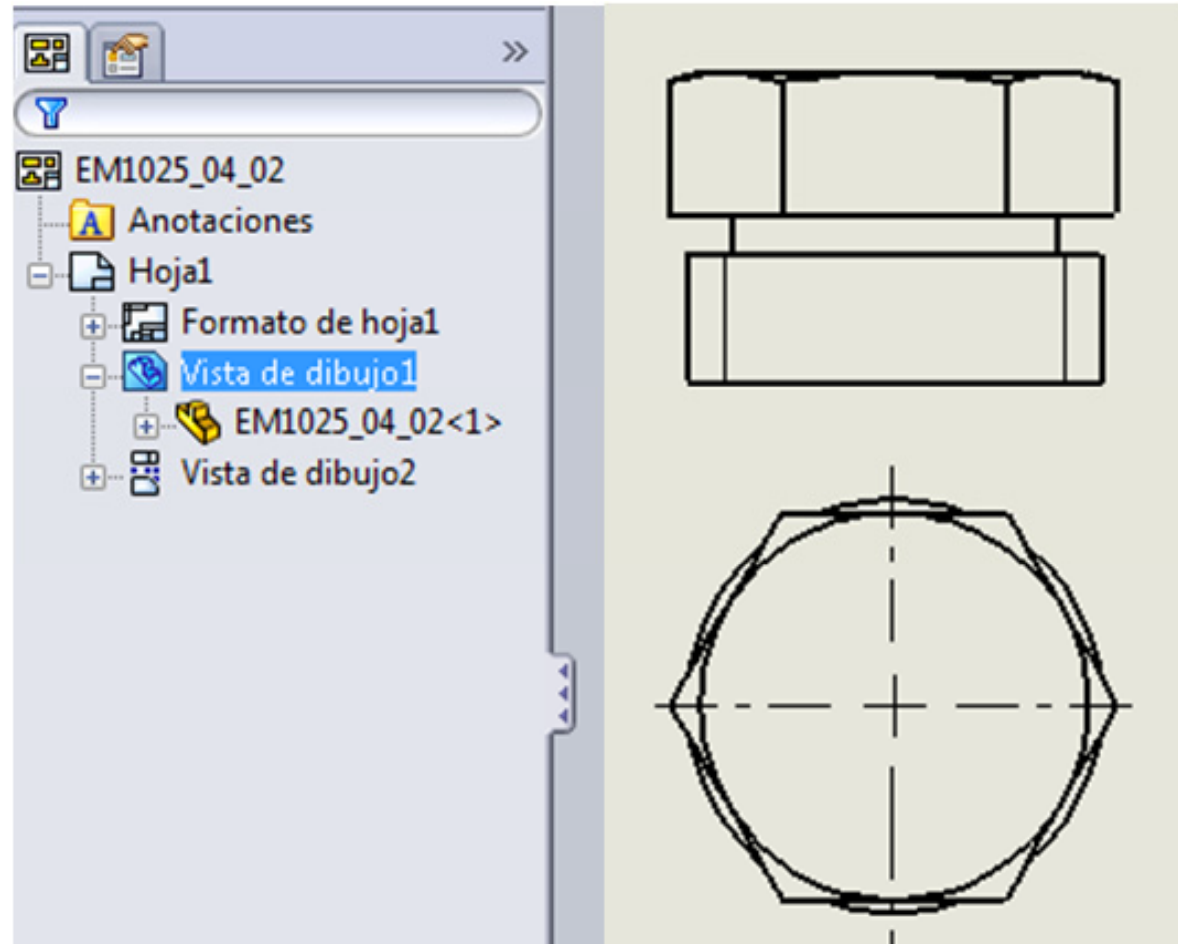 »
EM1025_04_02
A Anotaciones
Hoja1
Formato de hoja1
Vista de dibujo1
EM1025_04_02<1>
Vista de dibujo2